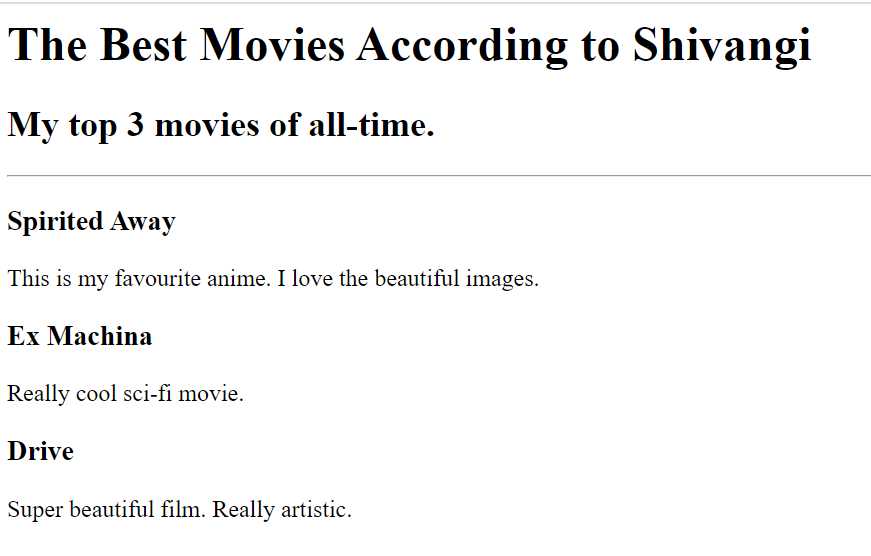 The Best Movies According to Shivangi
My top 3 movies of all-time.
Spirited Away
This is my favourite anime. I love the beautiful images.
Ex Machina
Really cool sci-fi movie.
Drive
Super beautiful film. Really artistic.